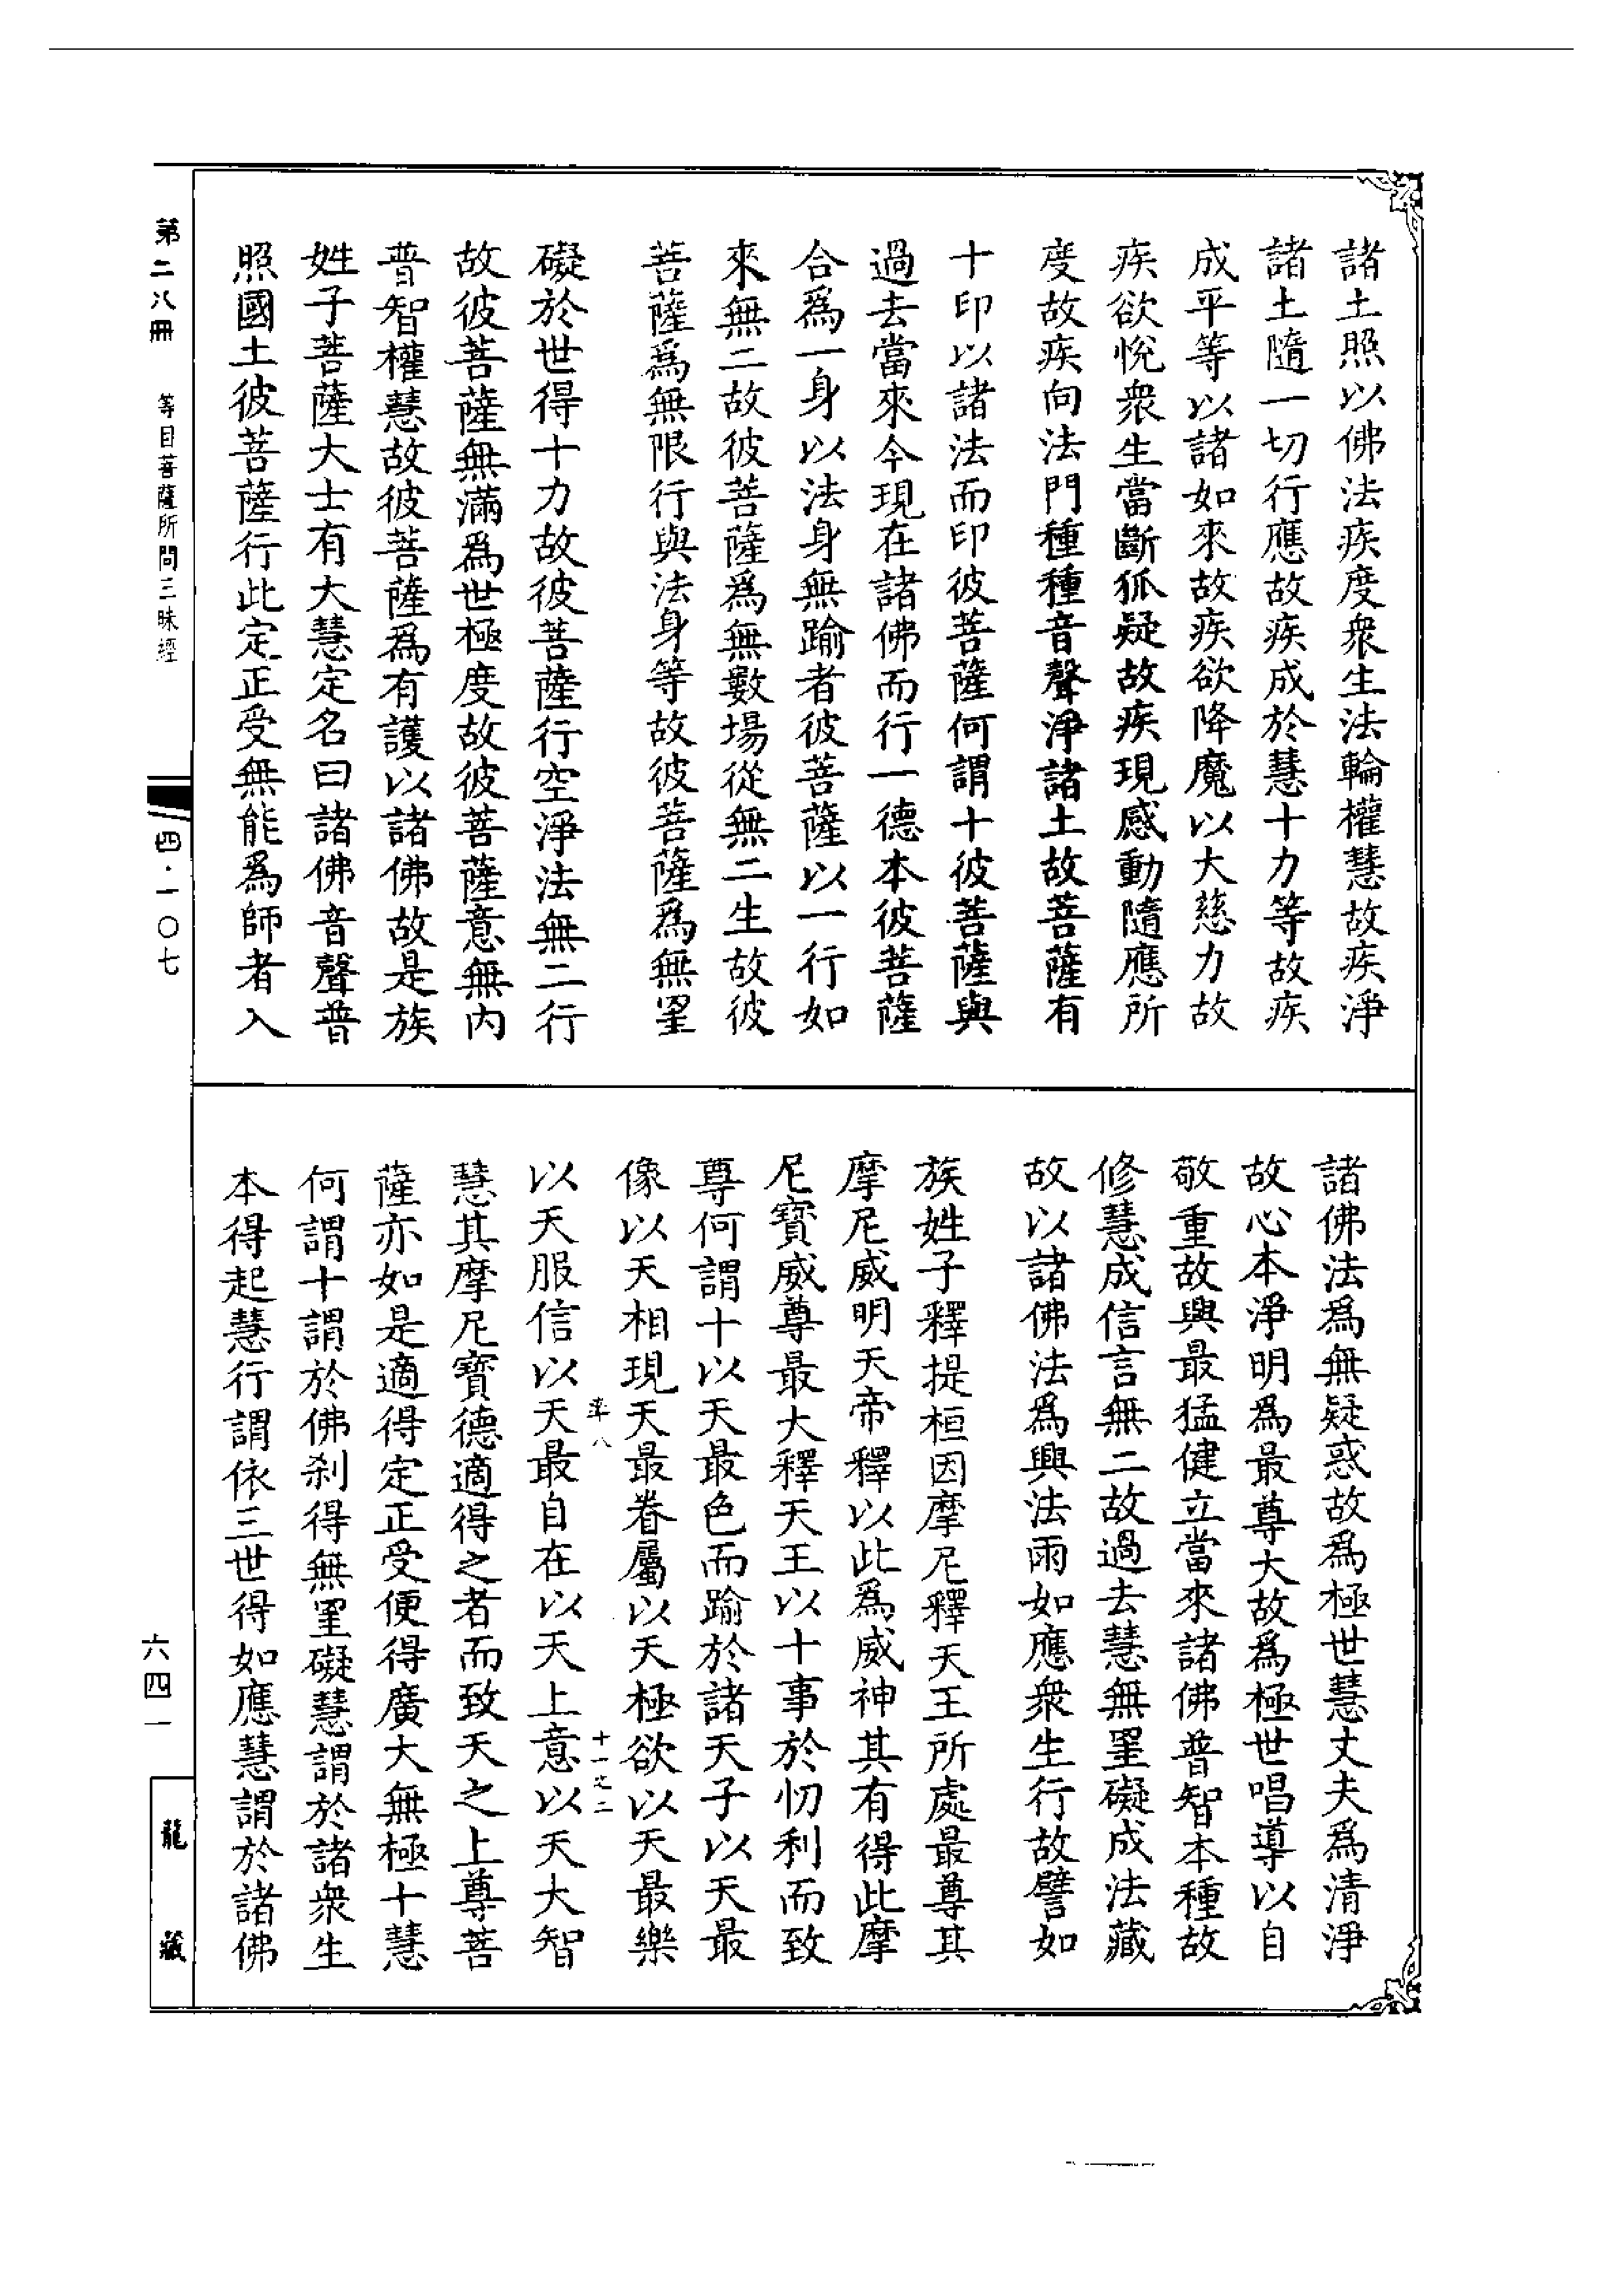 諸土照以佛法疾度衆生法輪權慧故疾淨
諸土隨一切行應故疾成於慧十力等故疾
成平等以諸如來故疾欲降魔以大慈力故
疾欲悅衆生當斷狐疑故疾現感動隨應所
度故疾向法門種種音聲淨諸土故菩薩有
十印以諸法而印彼菩薩何謂十彼菩薩與
過去當來今現在諸佛而行一德本彼菩薩
合爲一身以法身無踰者彼菩薩以一行如
來無二故彼菩薩爲無數場從無二生故彼
菩薩爲無限行與法身等故彼菩薩爲無罣
礙於世得十力故彼菩薩行空淨法無二行
故彼菩薩無滿爲世極度故彼菩薩意無內
普智權慧故彼菩薩爲有護以諸佛故是族
姓子菩薩大士有大慧定名曰諸佛音聲普
照國土彼菩薩行此定正受無能爲師者入
諸佛法爲無疑惑故爲極世慧丈夫爲清淨
故心本淨明爲最尊大故爲極世唱導以自
敬重故與最猛健立當來諸佛普智本種故
修慧成信言無二故過去慧無罣礙成法藏
故以諸佛法爲興法雨如應衆生行故譬如
族姓子釋提桓因摩尼釋天王所處最尊其
摩尼威明天帝釋以此爲威神其有得此摩
尼寶威尊最大釋天王以十事於忉利而致
尊何謂十以天最色而踰於諸天子以天最
像以天相現天最眷屬以天極欲以天最樂
以天服信以天最自在以天上意以天大智
慧其摩尼寶德適得之者而致天之上尊菩
薩亦如是適得定正受便得廣大無極十慧
何謂十謂於佛刹得無罣礙慧謂於諸衆生
本得起慧行謂依三世得如應慧謂於諸佛
率八
十一之二
第二八冊
等目菩薩所問三昧經
四·一〇七
六四一
龍藏